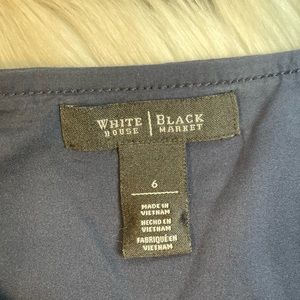 WHITE | BLACK
HOUSE | MARKET
6
MADE IN
VIETNAM
HECHO EN
VIETNAM
FABRIQUÉ EN
VIETNAM